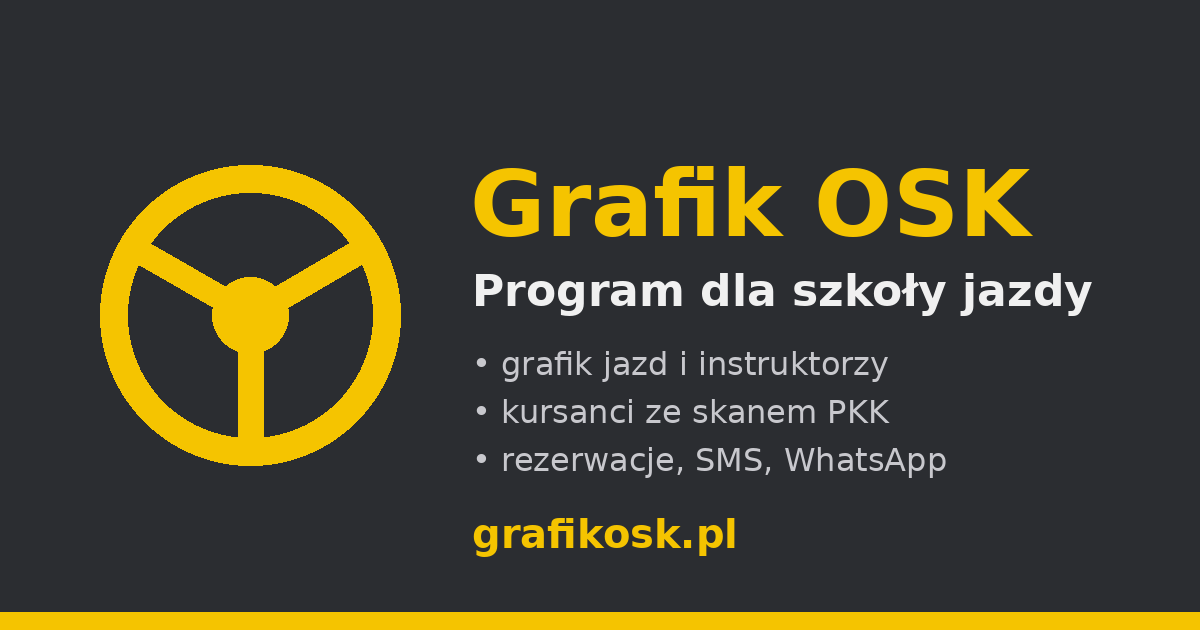 Grafik OSK
Program dla szkoły jazdy
• grafik jazd i instruktorzy
• kursanci ze skanem PKK
• rezerwacje, SMS, WhatsApp
grafikosk.pl